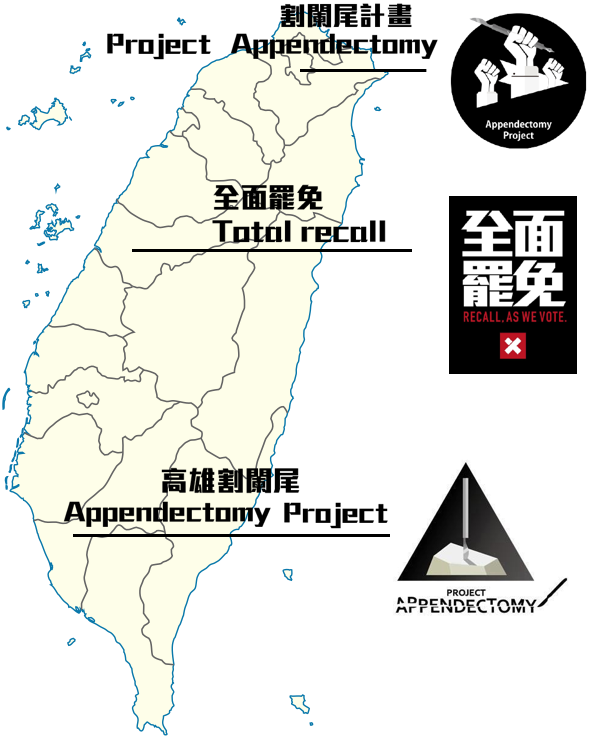 割闌尾計畫
Project Appendectomy
Appendectomy
Project
全面罷免
Total recall
全面
罷免
RECALL, AS WE VOTE.
高雄割闌尾
Appendectomy Project
PROJECT
APPENDECTOMY